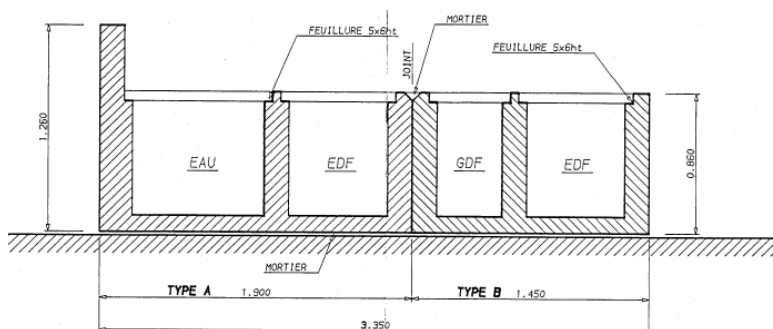 MORTIER
FEUILLURE 5x6ht
FEUILLURE 5x6ht
JOINT
1.260
EAU
EDF
GDF
EDF
0.860
MORTIER
TYPE A 1.900
TYPE B 1.450
3.350